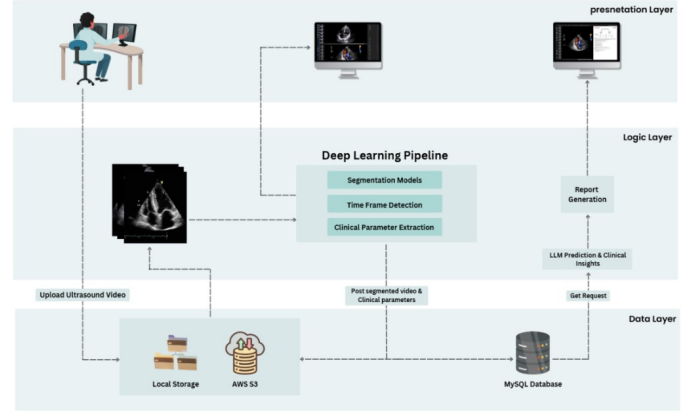 presnetation Layer
Logic Layer
Deep Learning Pipeline
Segmentation Models
Time Frame Detection
Clinical Parameter Extraction
Report
Generation
LLM Prediction & Clinical
Insights
Upload Ultrasound Video
Post segmented video &
Clinical parameters
Get Request
Data Layer
Local Storage
AWS S3
MySQL Database